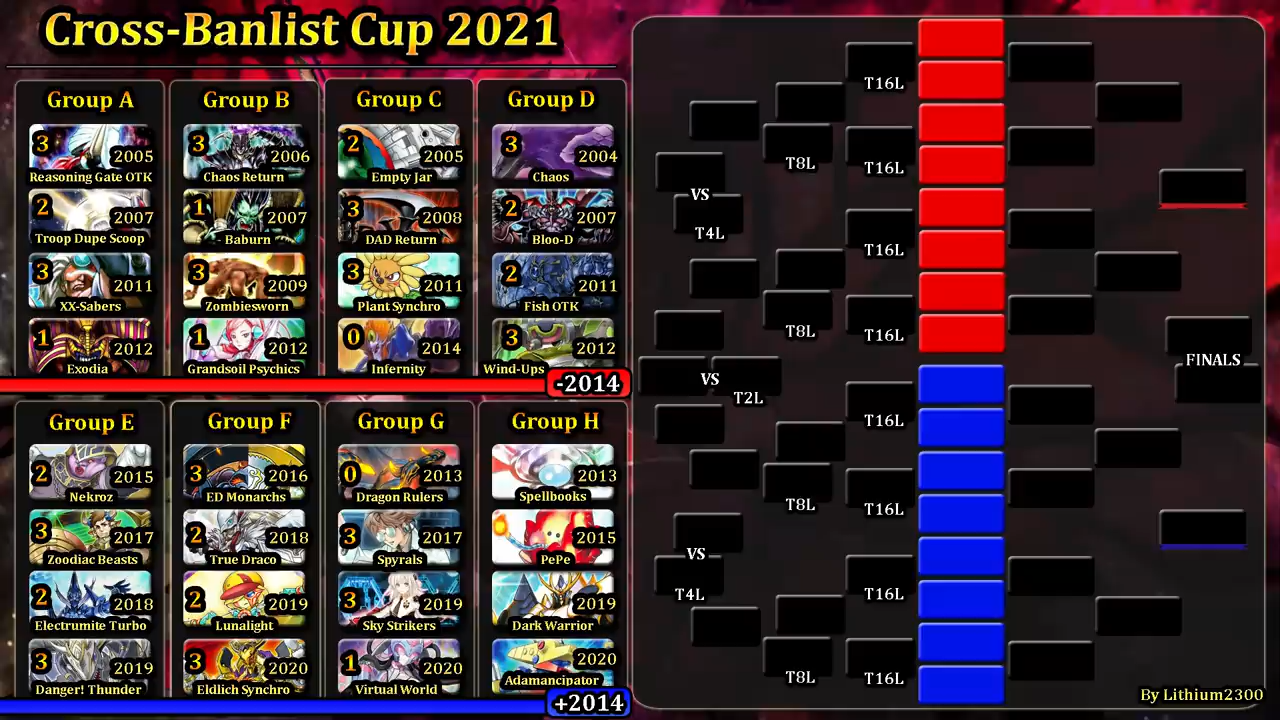 Cross-Banlist Cup 2021
Group A
3 2005
Reasoning Gate OTK
2 2007
Troop Dupe Scoop
3 2011
XX-Sabers
1 2012
Exodia
Group B
3 2006
Chaos Return
1 2007
- Baburn
3 2009
Zombiesworn
1 2012
Grandsoil Psychics
Group C
2 2005
Empty Jar
3 2008
DAD Return
3 2011
Plant Synchro
0 2014
Infernity
Group D
3 2004
Chaos
2 2007
Bloo-D
2 2011
Fish OTK
3 2012
Wind-Ups
-2014
Group E
2 2015
Nekroz
3 2017
Zoodiac Beasts
2 2018
Electrumite Turbo
3 2019
Danger! Thunder
Group F
3 2016
ED Monarchs
2 2018
True Draco
2 2019
Lunalight
3 2020
Eldlich Synchro
Group G
0 2013
Dragon Rulers
3 2017
Spyrals
3 2019
Sky Strikers
1 2020
Virtual World
Group H
2013
Spellbooks
2015
PePe
2019
Dark Warrior
2020
Adamancipator
+2014
T16L
T8L
T16L
VS
T4L
T16L
T8L
T16L
VS
T2L
T16L
T8L
T16L
VS
T4L
T16L
T8L
T16L
FINALS
By Lithium2300